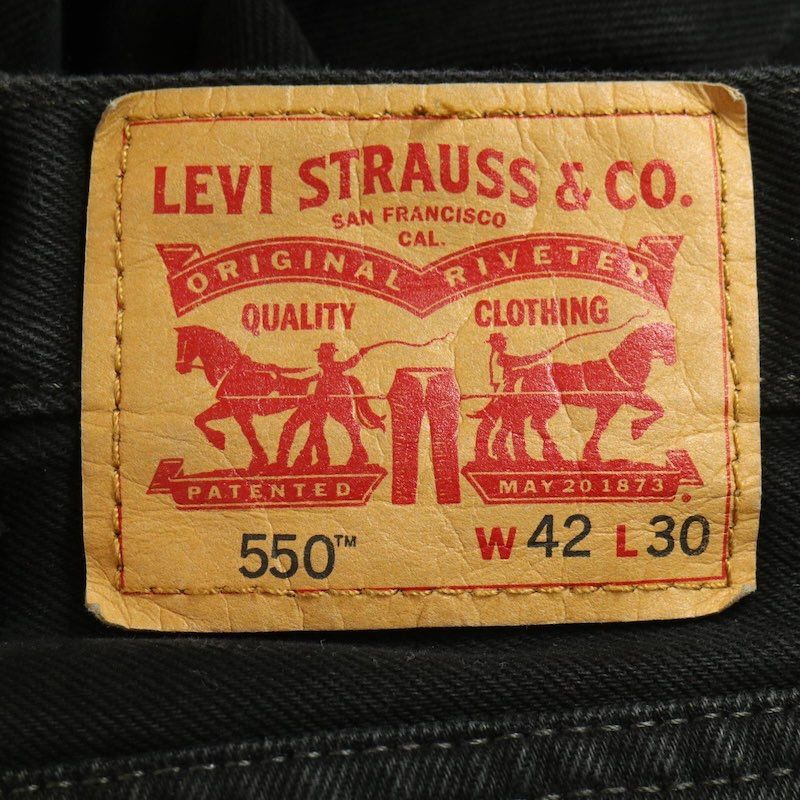 LEVI STRAUSS & CO.
SAN FRANCISCO
CAL.
ORIGINAL RIVETED
QUALITY CLOTHING
PATENTED MAY 20 1873
550™ W 42 L 30